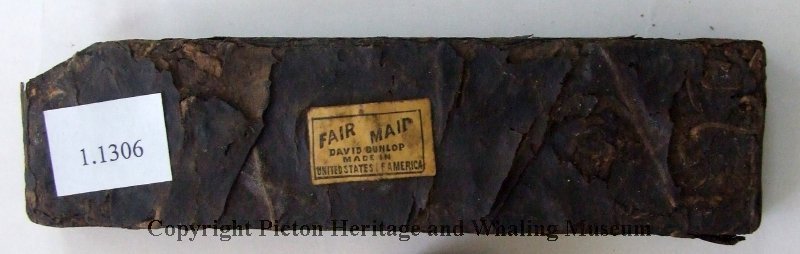 1.1306
FAIR MAID
DAVID DUNLOP
MADE IN
UNITED STATES OF AMERICA
Copyright Picton Heritage and Whaling Museum